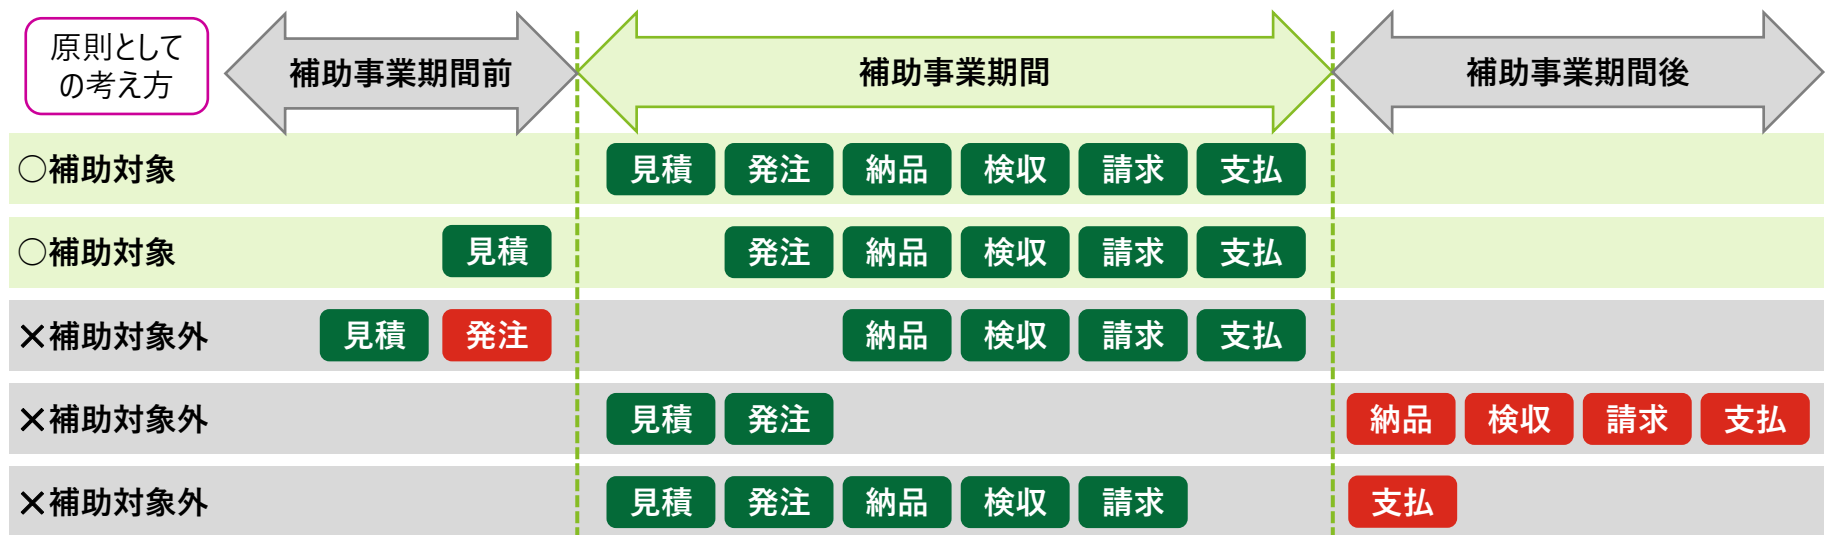 原則として
の考え方
補助事業期間前 補助事業期間 補助事業期間後
○補助対象 見積 発注 納品 検収 請求 支払
○補助対象 見積 発注 納品 検収 請求 支払
×補助対象外 見積 発注 納品 検収 請求 支払
×補助対象外 見積 発注 納品 検収 請求 支払
×補助対象外 見積 発注 納品 検収 請求 支払